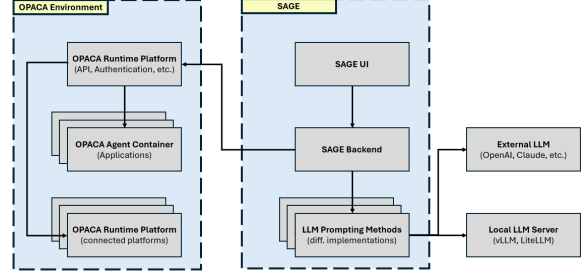 OPACA Environment
SAGE
OPACA Runtime Platform
(API, Authentication, etc.)
SAGE UI
OPACA Agent Container
(Applications)
SAGE Backend
External LLM
(OpenAI, Claude, etc.)
OPACA Runtime Platform
(connected platforms)
LLM Prompting Methods
(diff. implementations)
Local LLM Server
(vLLM, LiteLLM)